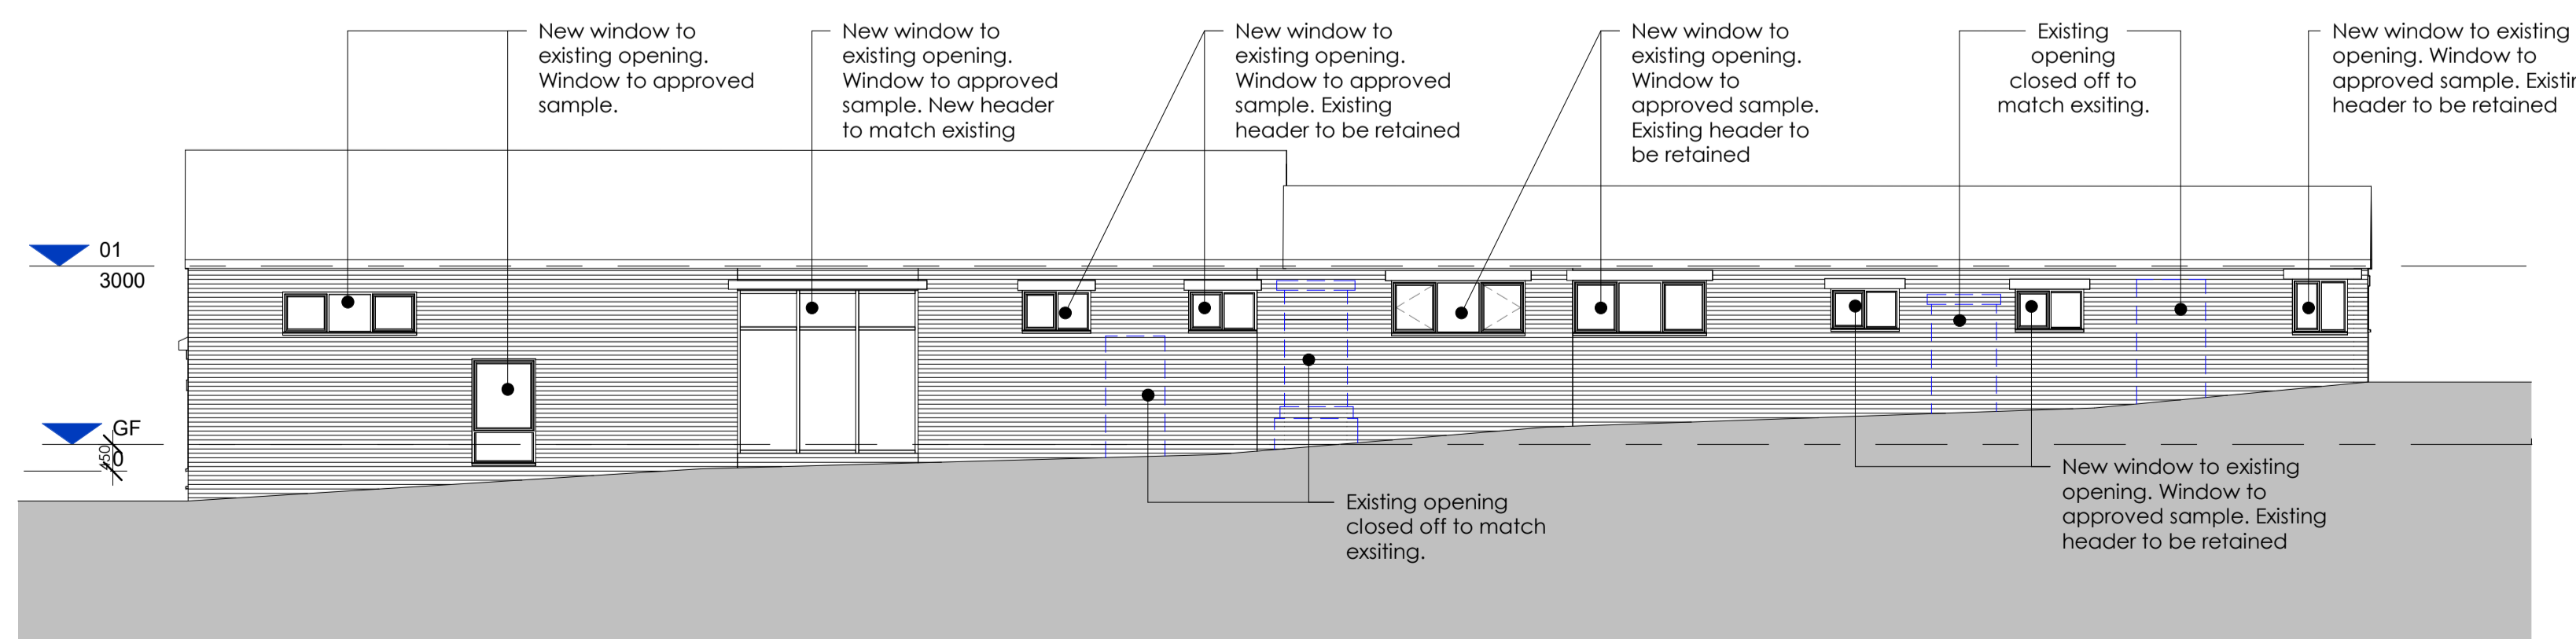 New window to
existing opening.
Window to approved
sample.
New window to
existing opening.
Window to approved
sample. New header
to match existing
New window to
existing opening.
Window to approved
sample. Existing
header to be retained
New window to
existing opening.
Window to
approved sample.
Existing header to
be retained
Existing
opening
closed off to
match exsiting.
New window to existing
opening. Window to
approved sample. Existin
header to be retained
01
3000
GF
0
450
Existing opening
closed off to match
exsiting.
New window to existing
opening. Window to
approved sample. Existing
header to be retained